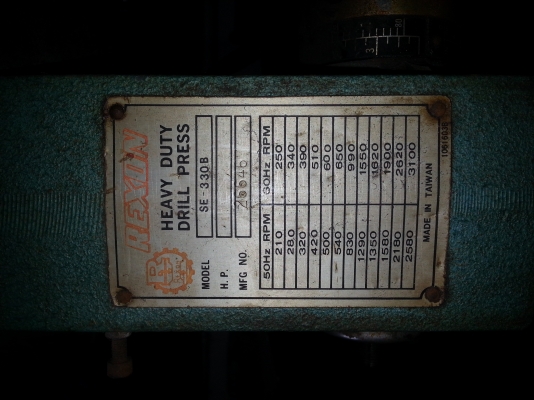 REXON
HEAVY DUTY
DRILL PRESS
MODEL SE-330B
H.P.
MFG NO.
50Hz RPM 60Hz RPM
210 250
280 340
320 390
420 510
500 600
540 650
830 990
1290 1550
1350 1620
1580 1900
2180 2620
2580 3100
MADE IN TAIWAN